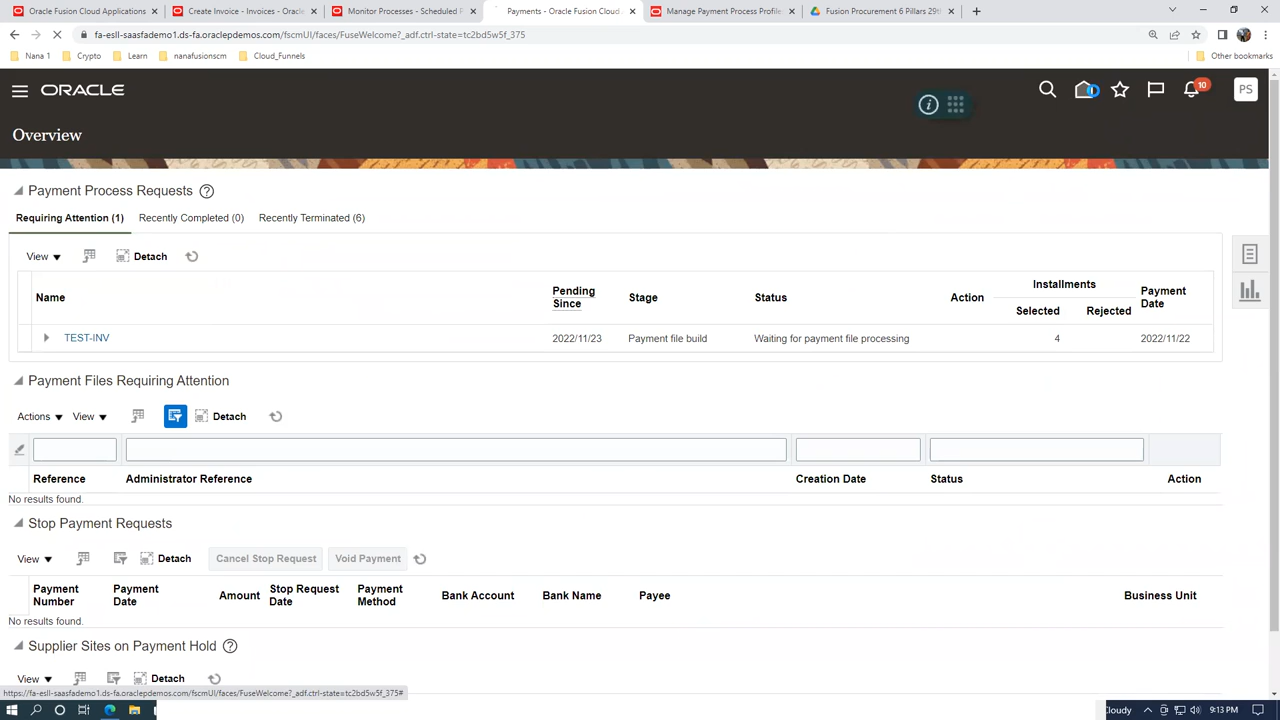 Oracle Fusion Cloud Applications
Create Invoice - Invoices - Oracle
Monitor Processes - Scheduled P
Payments - Oracle Fusion Cloud
Manage Payment Process Profile
Fusion Procurement 6 Pillars 29th
fa-esll-saasfademo1.ds-fa.oraclepdemos.com/fscmUI/faces/FuseWelcome?_adf.ctrl-state=tc2bd5w5f_375
Nana 1 Crypto Learn nanafusionscm Cloud_Funnels Other bookmarks
ORACLE
10
PS
Overview
Payment Process Requests
Requiring Attention (1) Recently Completed (0) Recently Terminated (6)
View Detach
Name Pending Since Stage Status Action Installments Selected Rejected Payment Date
TEST-INV 2022/11/23 Payment file build Waiting for payment file processing 4 2022/11/22
Payment Files Requiring Attention
Actions View Detach
Reference Administrator Reference Creation Date Status Action
No results found.
Stop Payment Requests
View Detach Cancel Stop Request Void Payment
Payment Number Payment Date Amount Stop Request Date Payment Method Bank Account Bank Name Payee Business Unit
No results found.
Supplier Sites on Payment Hold
View Detach
https://fa-esll-saasfademo1.ds-fa.oraclepdemos.com/fscmUI/faces/FuseWelcome?_adf.ctrl-state=tc2bd5w5f_375#
Cloudy 9:13 PM